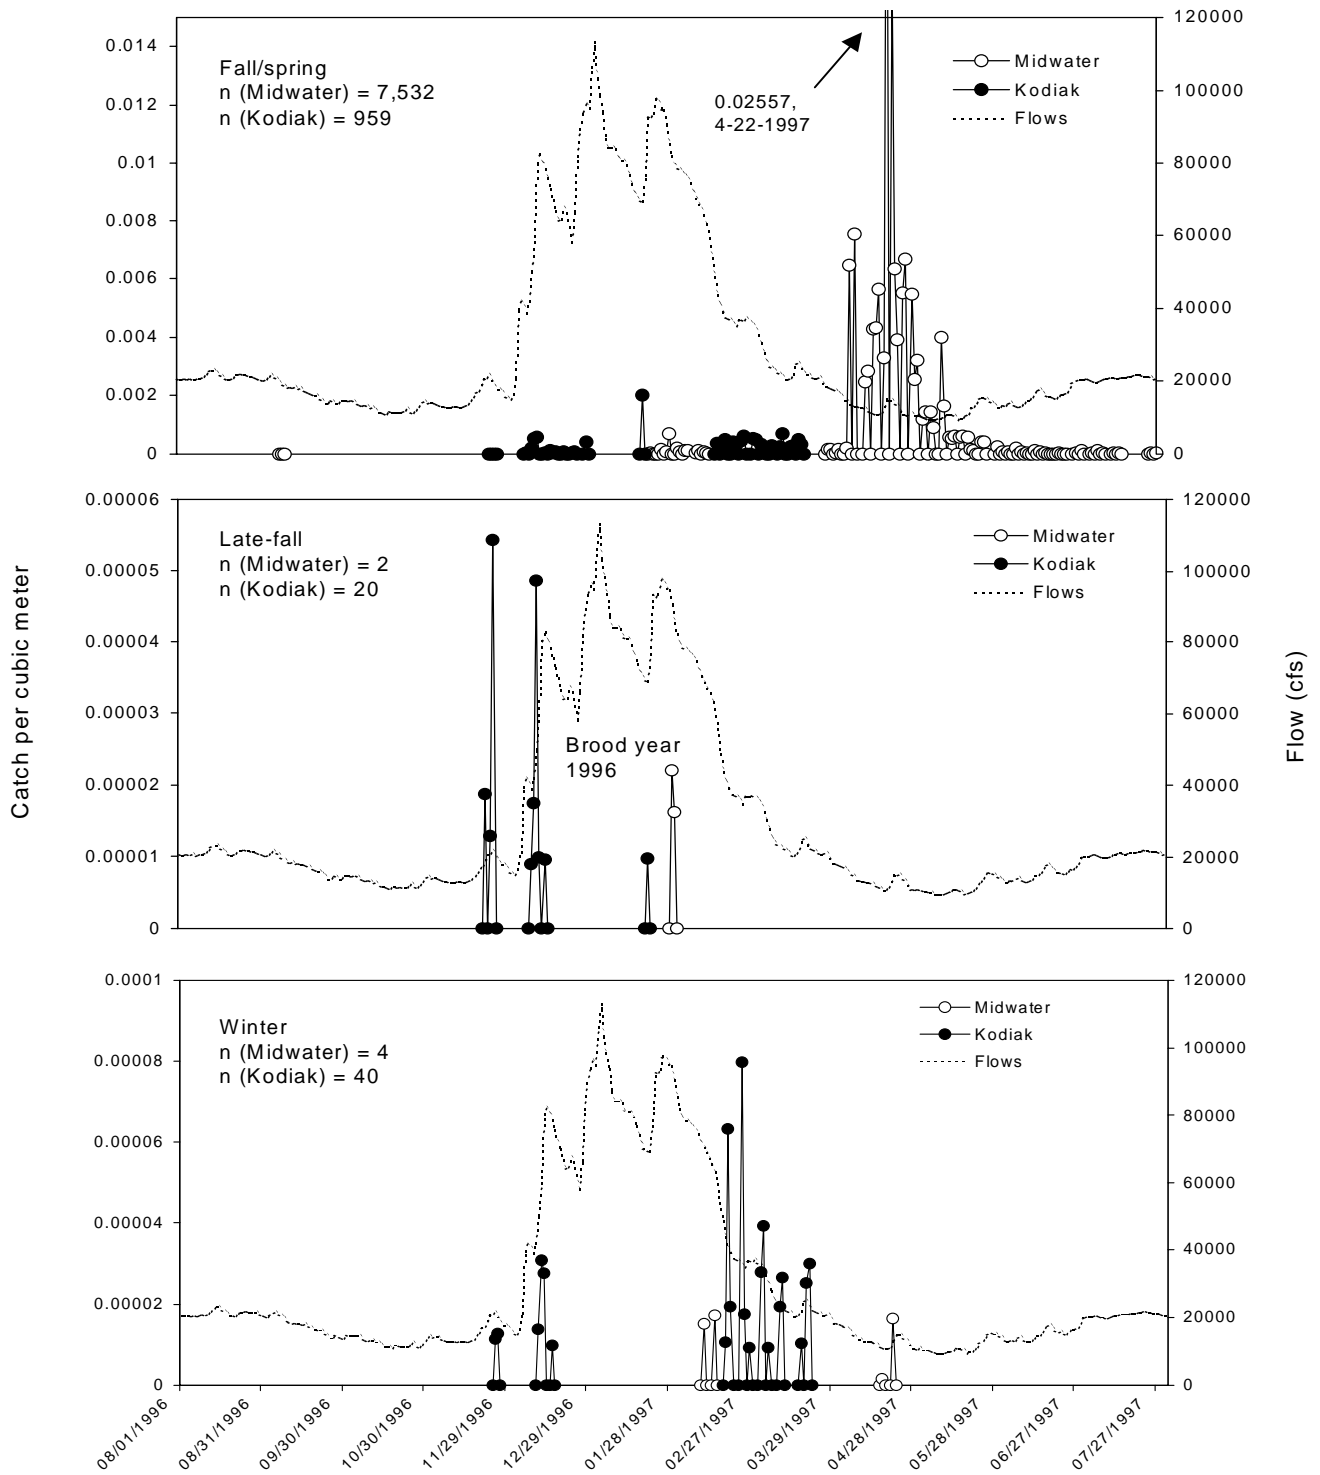 Catch per cubic meter
Flow (cfs)
Fall/spring
n (Midwater) = 7,532
n (Kodiak) = 959
0.02557,
4-22-1997
Midwater
Kodiak
Flows
0.014
0.012
0.01
0.008
0.006
0.004
0.002
0
120000
100000
80000
60000
40000
20000
0
Late-fall
n (Midwater) = 2
n (Kodiak) = 20
Brood year
1996
Midwater
Kodiak
Flows
0.00006
0.00005
0.00004
0.00003
0.00002
0.00001
0
120000
100000
80000
60000
40000
20000
0
Winter
n (Midwater) = 4
n (Kodiak) = 40
Midwater
Kodiak
Flows
0.0001
0.00008
0.00006
0.00004
0.00002
0
120000
100000
80000
60000
40000
20000
0
08/01/1996
08/31/1996
09/30/1996
10/30/1996
11/29/1996
12/29/1996
01/28/1997
02/27/1997
03/29/1997
04/28/1997
05/28/1997
06/27/1997
07/27/1997